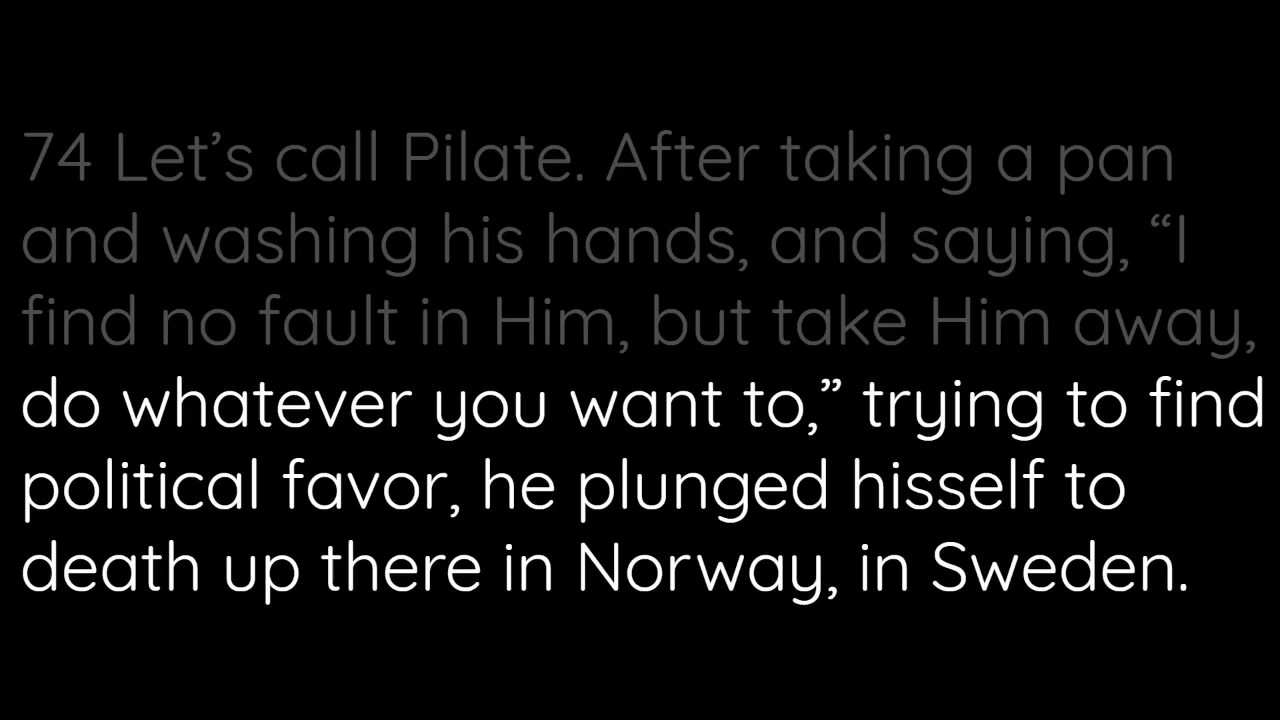 74 Let’s call Pilate. After taking a pan
and washing his hands, and saying, “I
find no fault in Him, but take Him away,
do whatever you want to,” trying to find
political favor, he plunged hisself to
death up there in Norway, in Sweden.